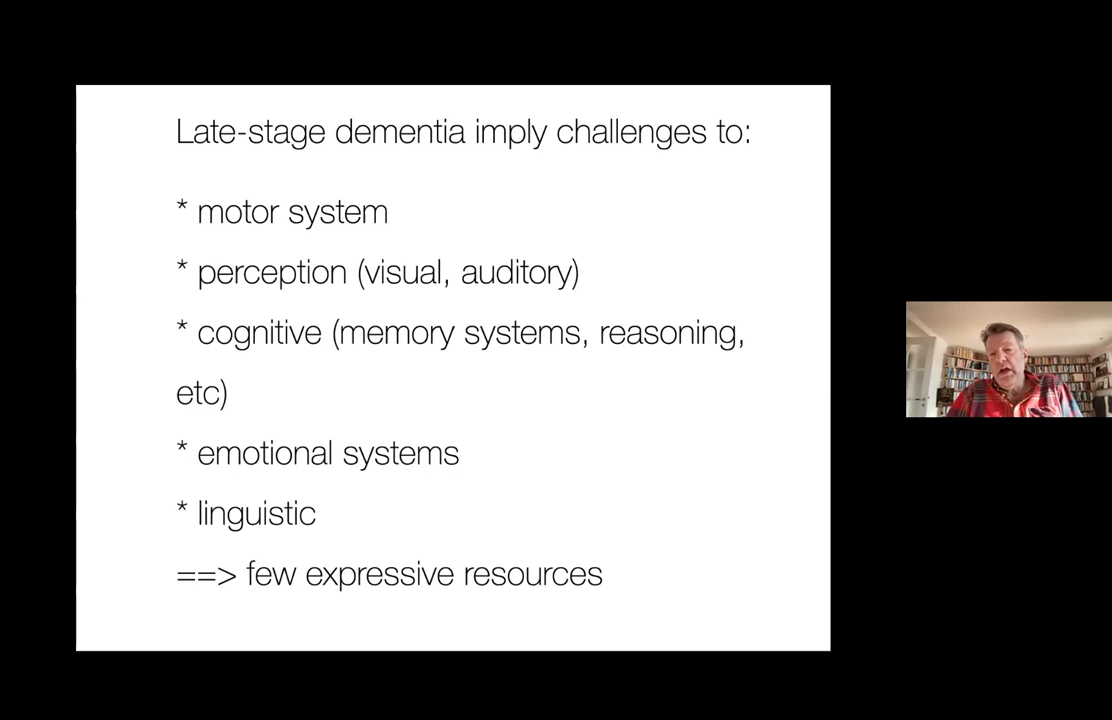 Late-stage dementia imply challenges to:
* motor system
* perception (visual, auditory)
* cognitive (memory systems, reasoning,
etc)
* emotional systems
* linguistic
==> few expressive resources